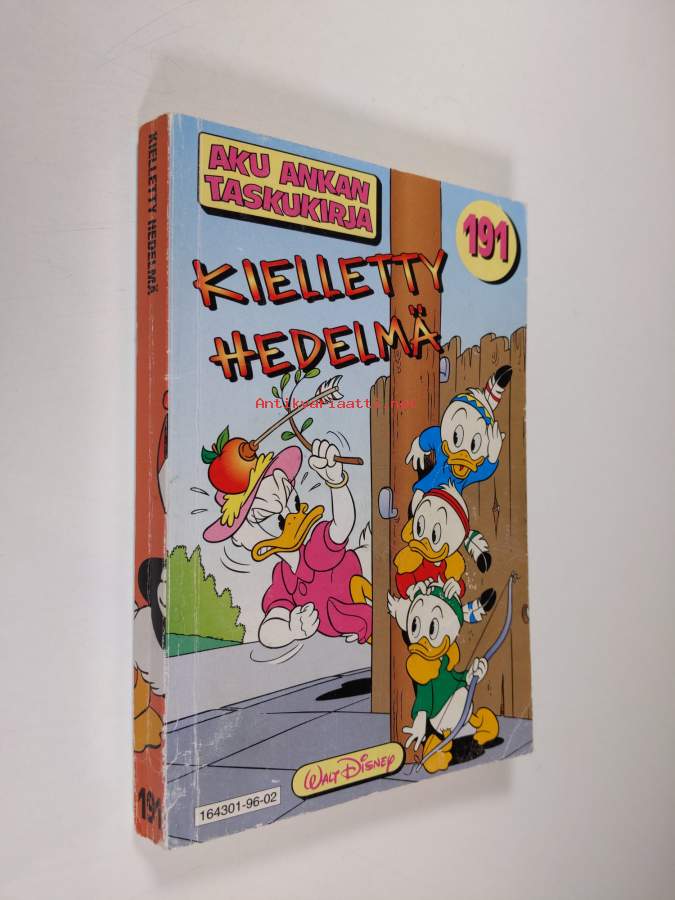 KIELLETTY HEDELMÄ
191
AKU ANKAN
TASKUKIRJA
191
KIELLETTY
HEDELMÄ
Antikvariaatti.net
WALT DISNEY
164301-96-02